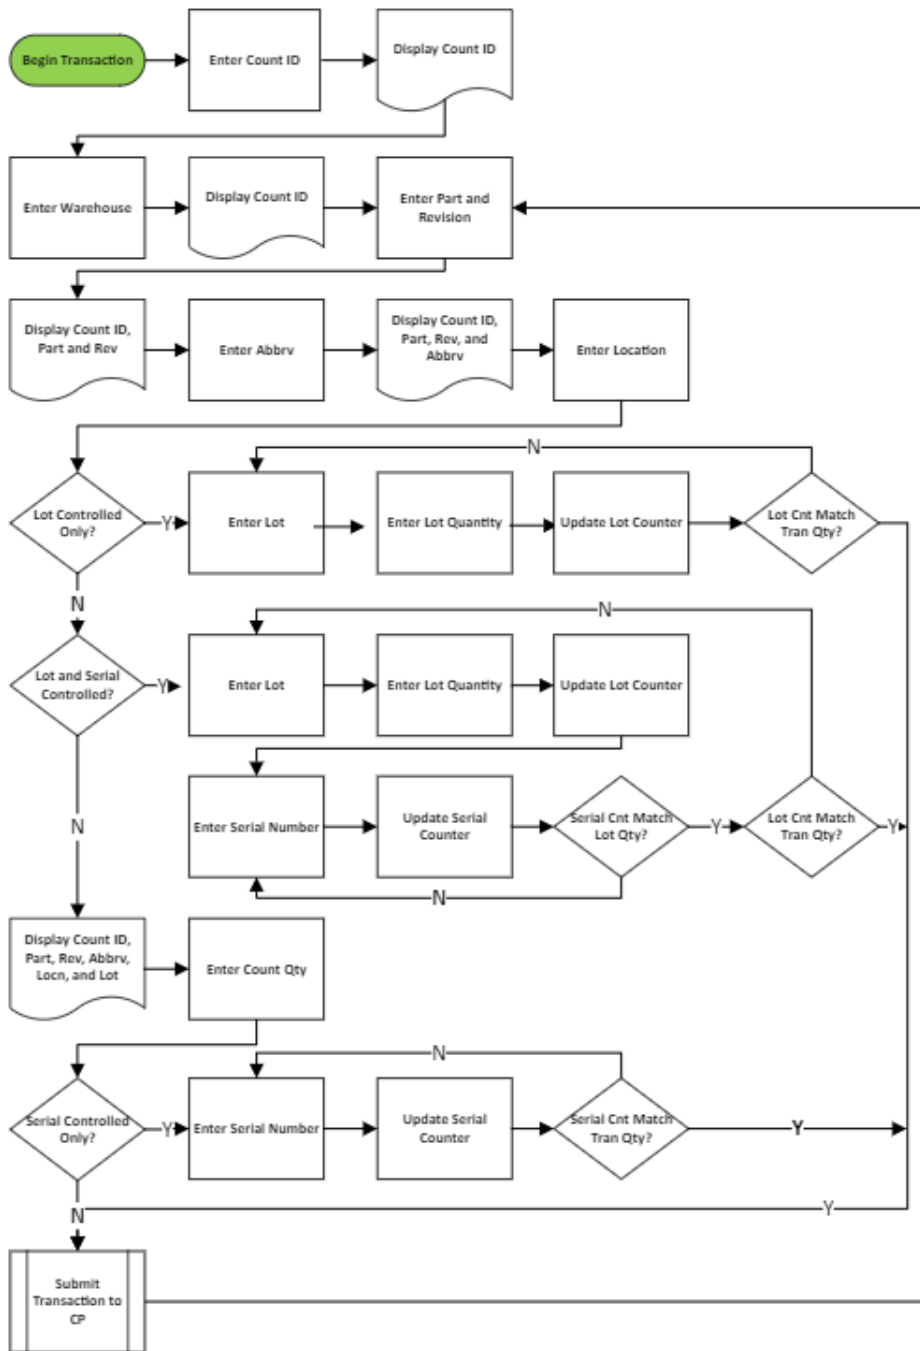 Begin Transaction
Enter Count ID
Display Count ID
Enter Warehouse
Display Count ID
Enter Part and
Revision
Display Count ID,
Part and Rev
Enter Abbrv
Display Count ID,
Part, Rev, and
Abbrv
Enter Location
N
Lot Controlled
Only?
Y
Enter Lot
Enter Lot Quantity
Update Lot Counter
Lot Cnt Match
Tran Qty?
N
N
Lot and Serial
Controlled?
Y
Enter Lot
Enter Lot Quantity
Update Lot Counter
N
Enter Serial Number
Update Serial
Counter
Serial Cnt Match
Lot Qty?
Y
Lot Cnt Match
Tran Qty?
Y
N
Display Count ID,
Part, Rev, Abbrv,
Locn, and Lot
Enter Count Qty
N
Serial Controlled
Only?
Y
Enter Serial Number
Update Serial
Counter
Serial Cnt Match
Tran Qty?
Y
N
Y
Submit
Transaction to
CP